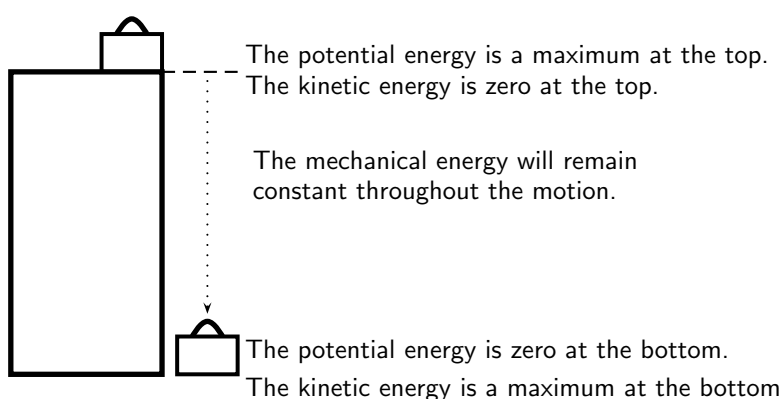 The potential energy is a maximum at the top.
The kinetic energy is zero at the top.
The mechanical energy will remain
constant throughout the motion.
The potential energy is zero at the bottom.
The kinetic energy is a maximum at the bottom